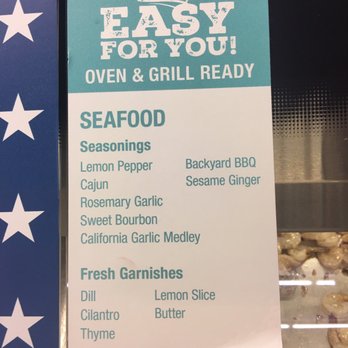 EASY
FOR YOU!
OVEN & GRILL READY
SEAFOOD
Seasonings
Lemon Pepper
Cajun
Rosemary Garlic
Sweet Bourbon
California Garlic Medley
Backyard BBQ
Sesame Ginger
Fresh Garnishes
Dill
Cilantro
Thyme
Lemon Slice
Butter